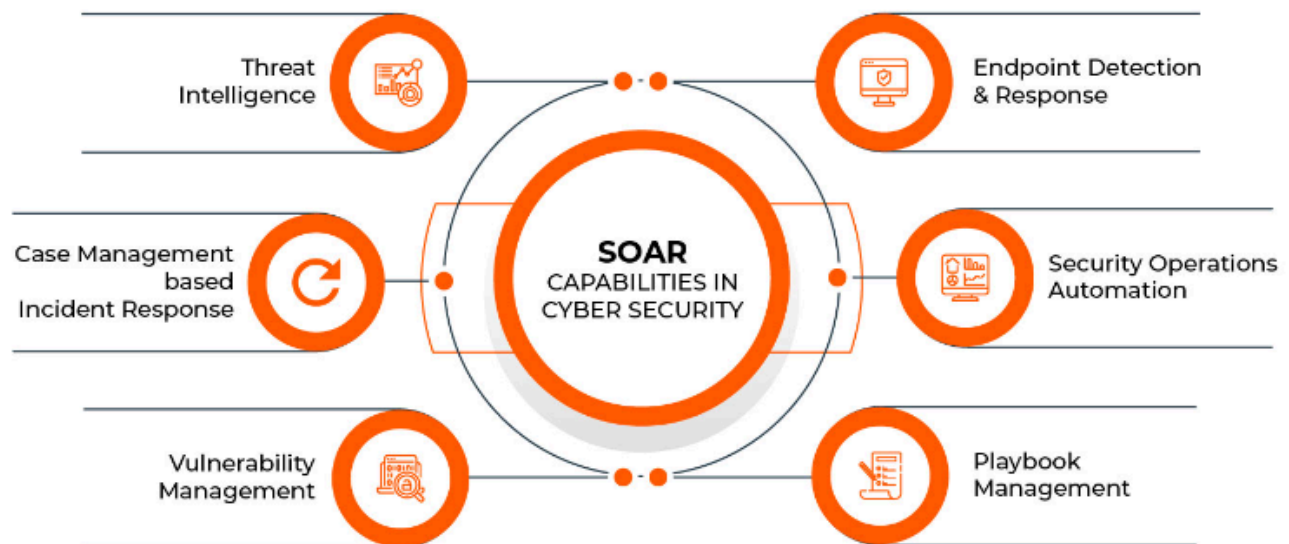 Threat
Intelligence
Endpoint Detection
& Response
Case Management
based
Incident Response
SOAR
CAPABILITIES IN
CYBER SECURITY
Security Operations
Automation
Vulnerability
Management
Playbook
Management